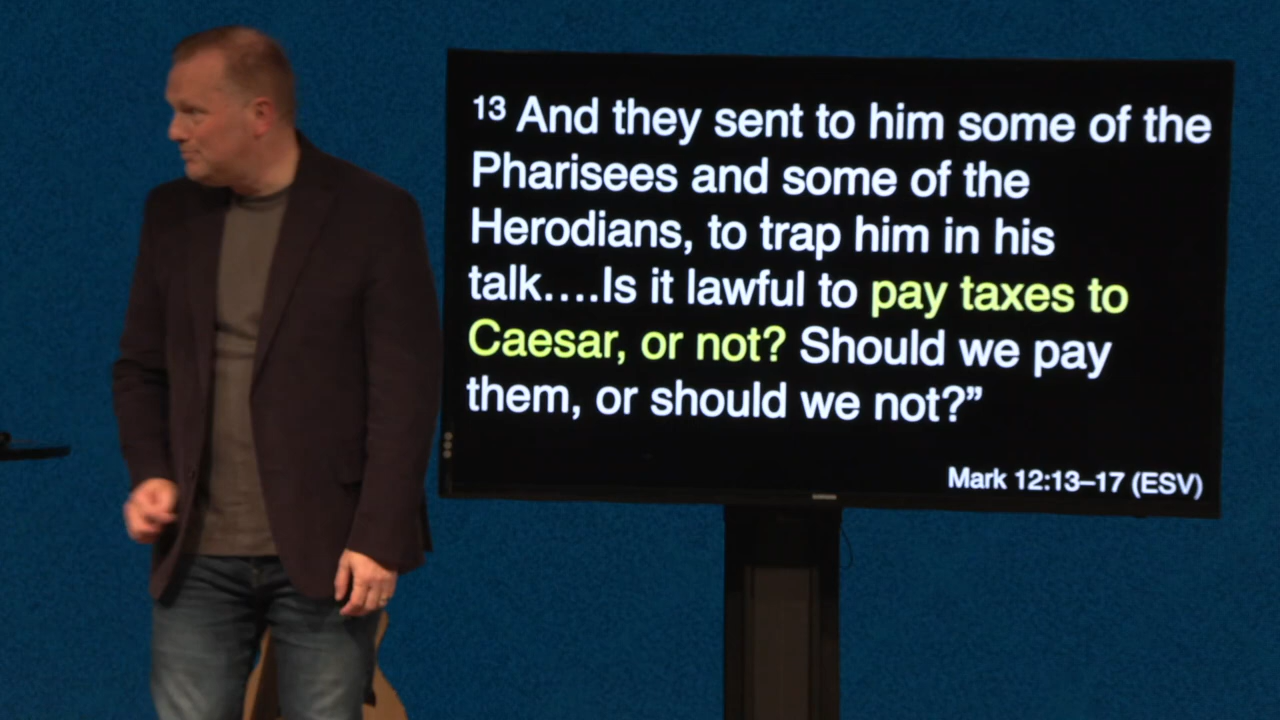 13 And they sent to him some of the
Pharisees and some of the
Herodians, to trap him in his
talk….Is it lawful to pay taxes to
Caesar, or not? Should we pay
them, or should we not?”
Mark 12:13–17 (ESV)